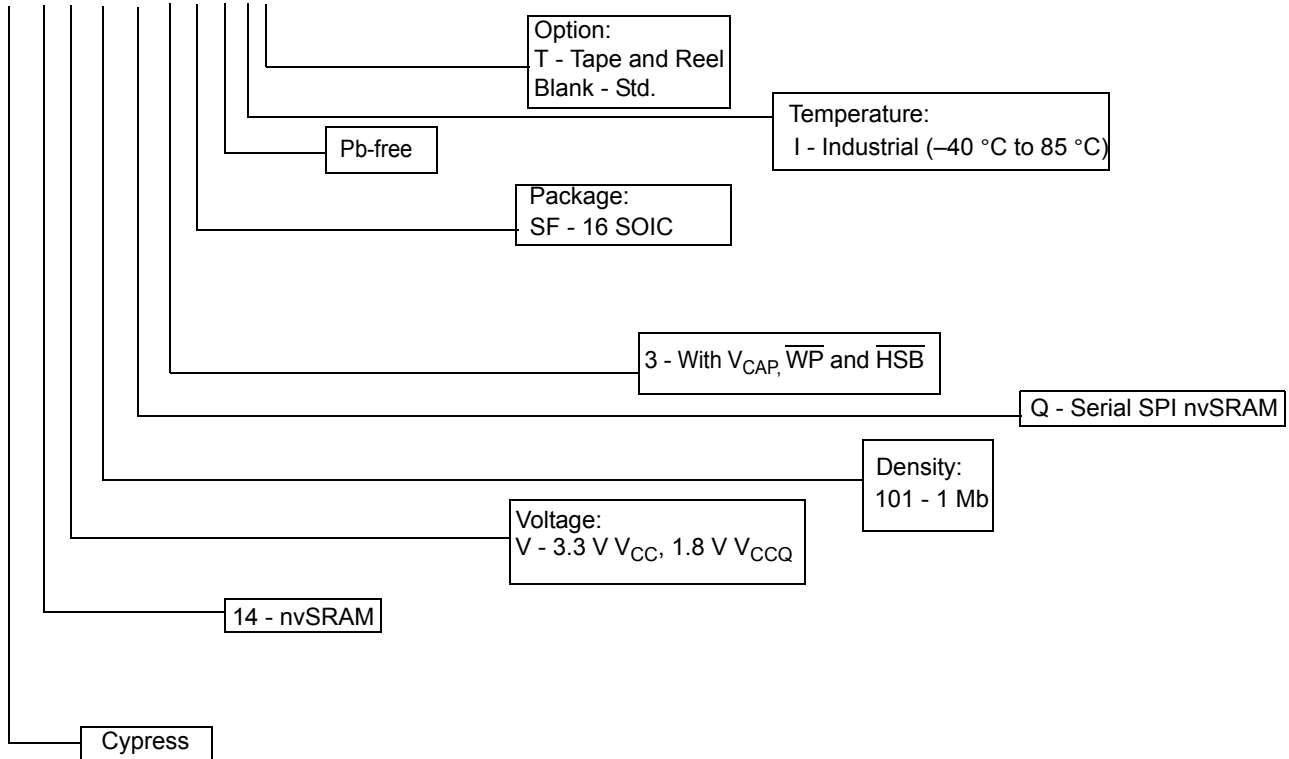 Option:
T - Tape and Reel
Blank - Std.
Temperature:
I - Industrial (–40 °C to 85 °C)
Pb-free
Package:
SF - 16 SOIC
3 - With VCAP, W̅P̅ and H̅S̅B̅
Q - Serial SPI nvSRAM
Density:
101 - 1 Mb
Voltage:
V - 3.3 V VCC, 1.8 V VCCQ
14 - nvSRAM
Cypress